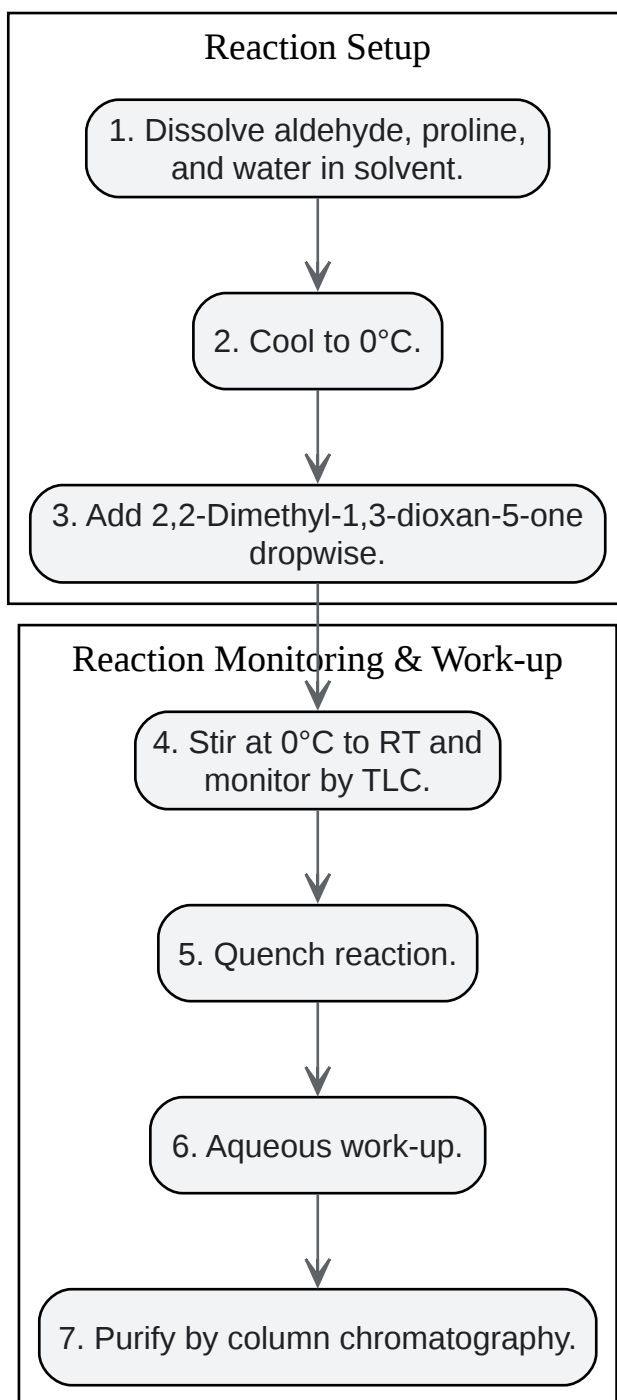 Reaction Setup
1. Dissolve aldehyde, proline,
and water in solvent.
2. Cool to 0°C.
3. Add 2,2-Dimethyl-1,3-dioxan-5-one
dropwise.
Reaction Monitoring & Work-up
4. Stir at 0°C to RT and
monitor by TLC.
5. Quench reaction.
6. Aqueous work-up.
7. Purify by column chromatography.